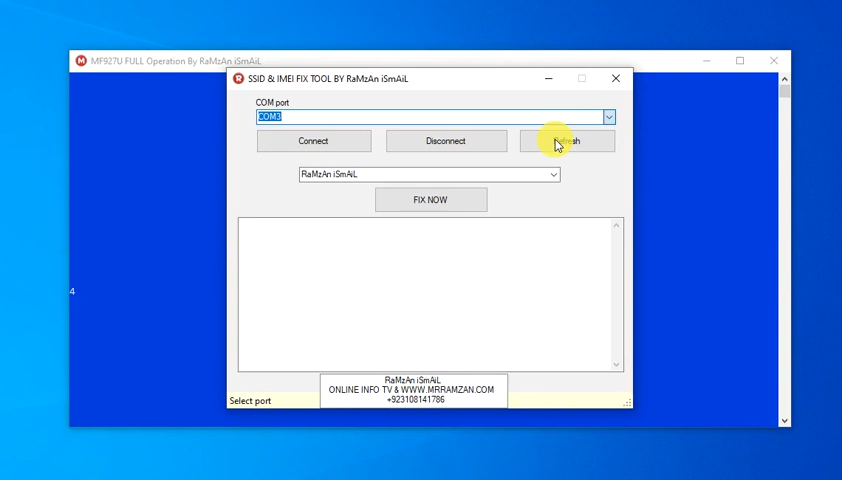 MF927U FULL Operation By RaMzAn iSmAiL
SSID & IMEI FIX TOOL BY RaMzAn iSmAiL
COM port
COM3
Connect
Disconnect
Refresh
RaMzAn iSmAiL
FIX NOW
4
RaMzAn iSmAiL
ONLINE INFO TV & WWW.MRRAMZAN.COM
+923108141786
Select port